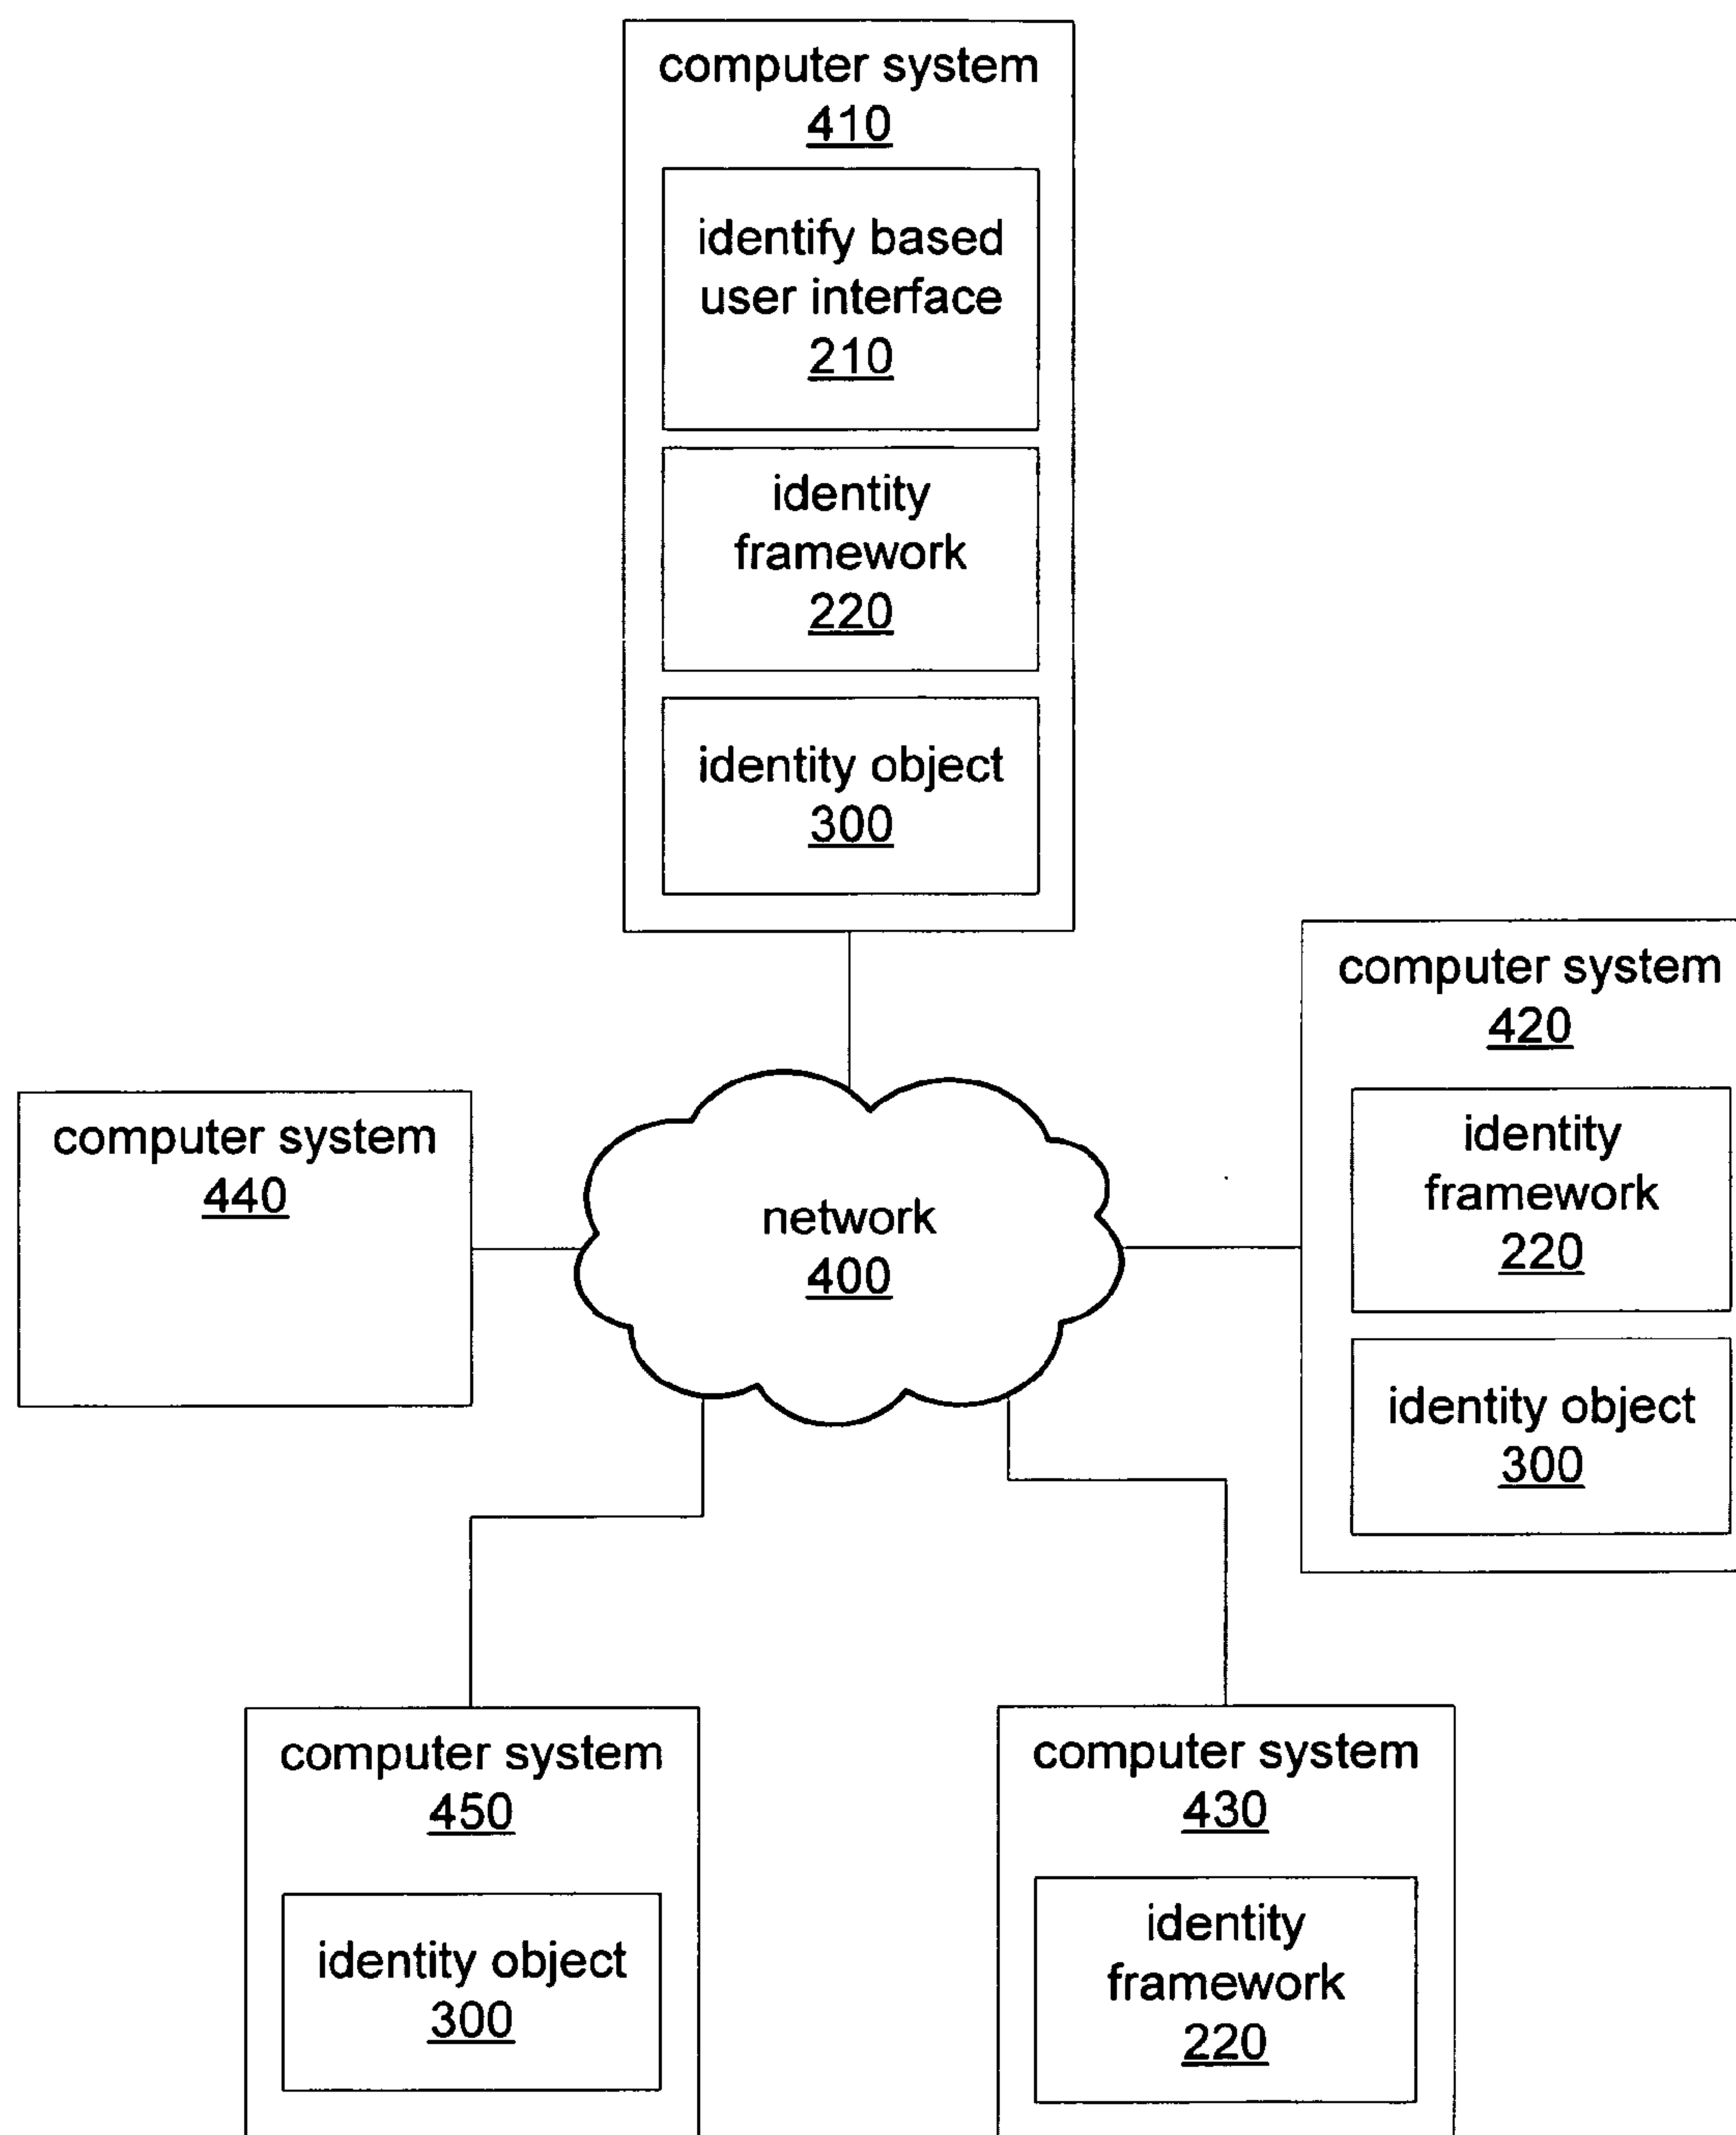 computer system
410
identify based
user interface
210
identity
framework
220
identity object
300
computer system
420
identity
framework
220
identity object
300
computer system
440
network
400
computer system
450
identity object
300
computer system
430
identity
framework
220